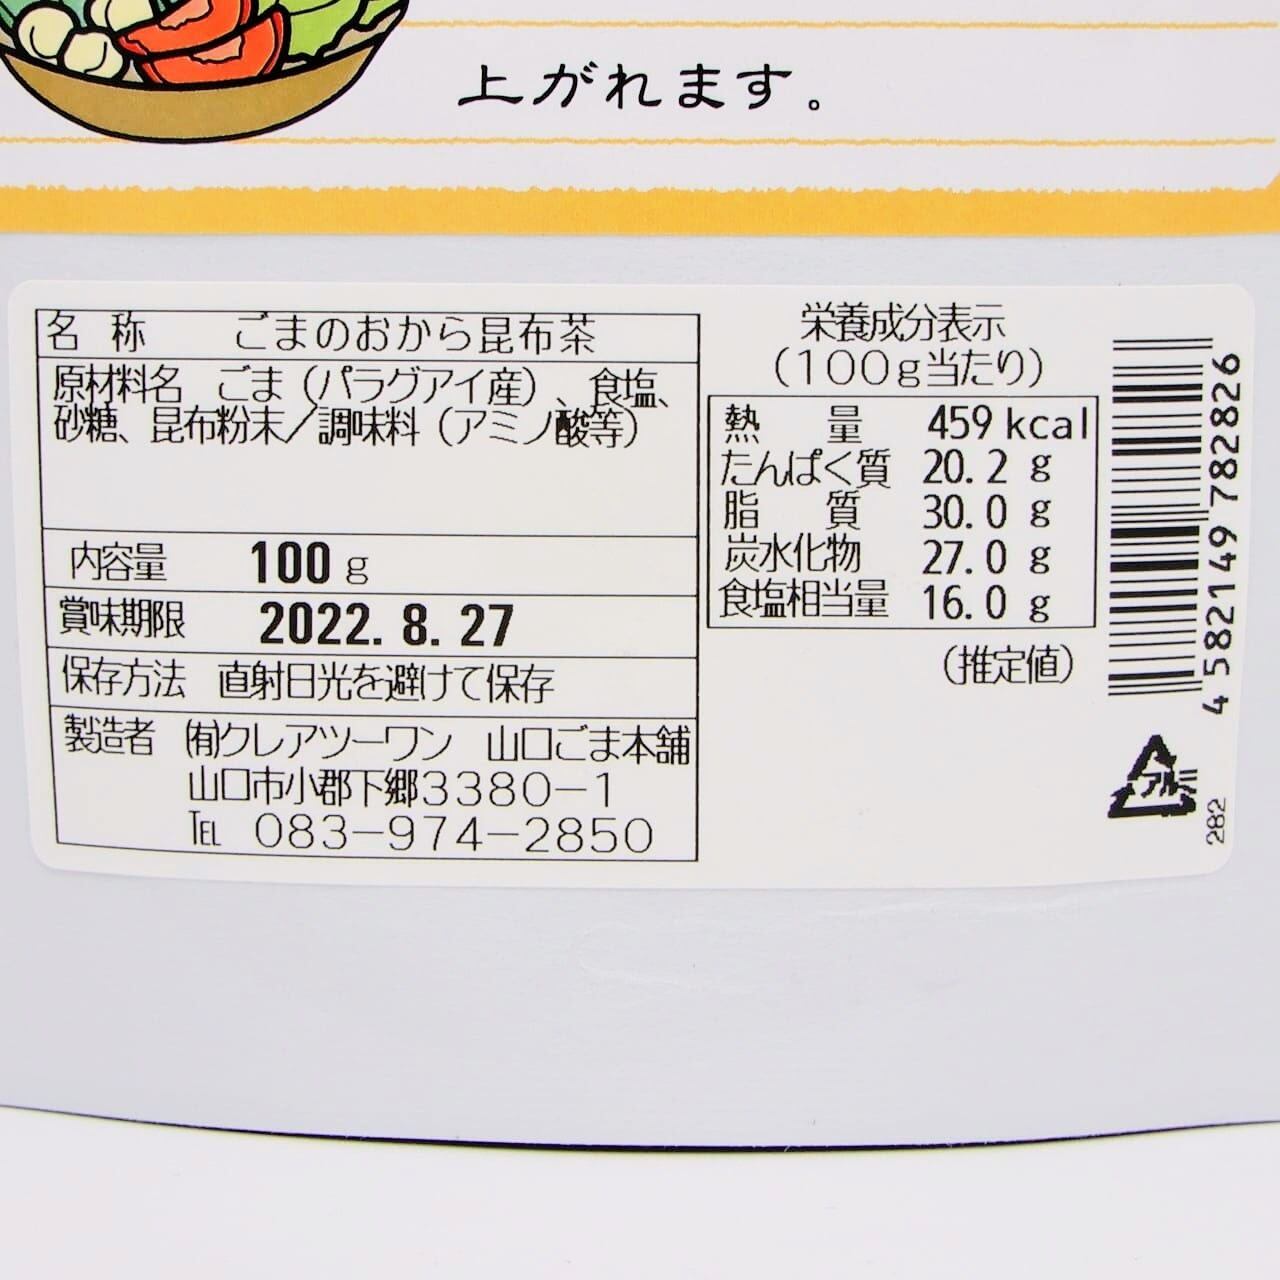 上がれます。
名 称 ごまのおから昆布茶
原材料名 ごま(パラグアイ産)、食塩、
砂糖、昆布粉末/調味料(アミノ酸等)
内容量 100g
賞味期限 2022. 8. 27
保存方法 直射日光を避けて保存
製造者 ㈲クレアツーワン 山口ごま本舗
山口市小郡下郷3380-1
TEL 083-974-2850
栄養成分表示
(100g当たり)
熱 量 459kcal
たんぱく質 20.2g
脂 質 30.0g
炭水化物 27.0g
食塩相当量 16.0g
(推定値)
4 582149 782826
アルミ
282